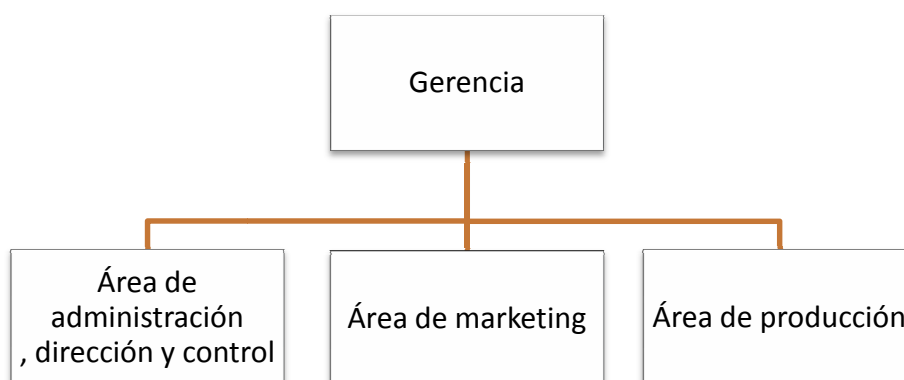 Gerencia
Área de
administración
, dirección y control
Área de marketing
Área de producción